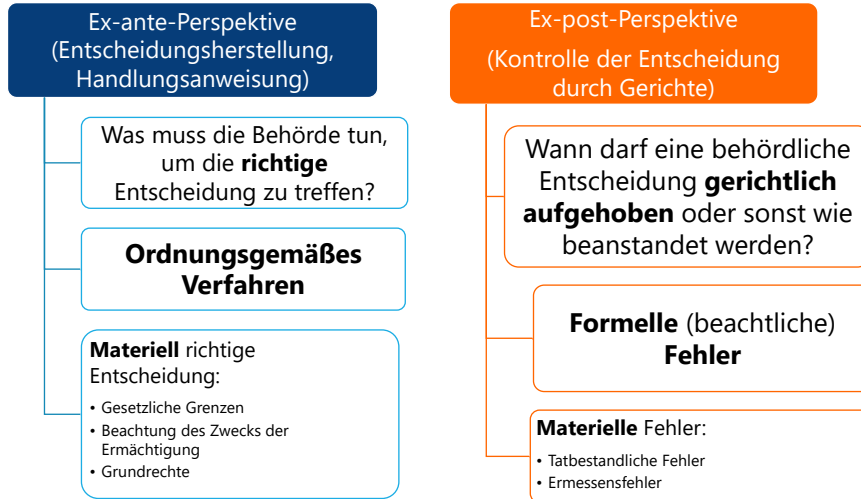 Ex-ante-Perspektive
(Entscheidungsherstellung,
Handlungsanweisung)
Was muss die Behörde tun,
um die richtige
Entscheidung zu treffen?
Ordnungsgemäßes
Verfahren
Materiell richtige
Entscheidung:
• Gesetzliche Grenzen
• Beachtung des Zwecks der
Ermächtigung
• Grundrechte
Ex-post-Perspektive
(Kontrolle der Entscheidung
durch Gerichte)
Wann darf eine behördliche
Entscheidung gerichtlich
aufgehoben oder sonst wie
beanstandet werden?
Formelle (beachtliche)
Fehler
Materielle Fehler:
• Tatbestandliche Fehler
• Ermessensfehler